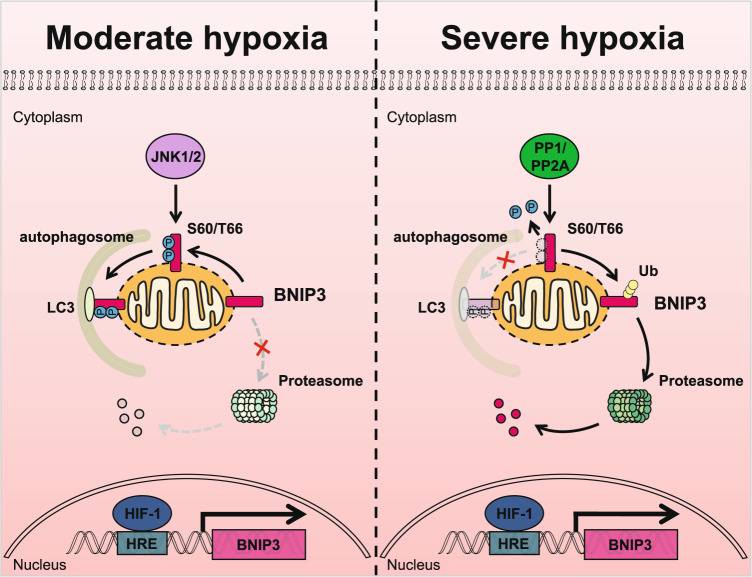 Moderate hypoxia
Cytoplasm
JNK1/2
S60/T66
autophagosome
P
P
LC3
P P
BNIP3
Proteasome
HIF-1
HRE
BNIP3
Nucleus
Severe hypoxia
Cytoplasm
PP1/
PP2A
P P
S60/T66
autophagosome
Ub
LC3
P P
BNIP3
Proteasome
HIF-1
HRE
BNIP3
Nucleus